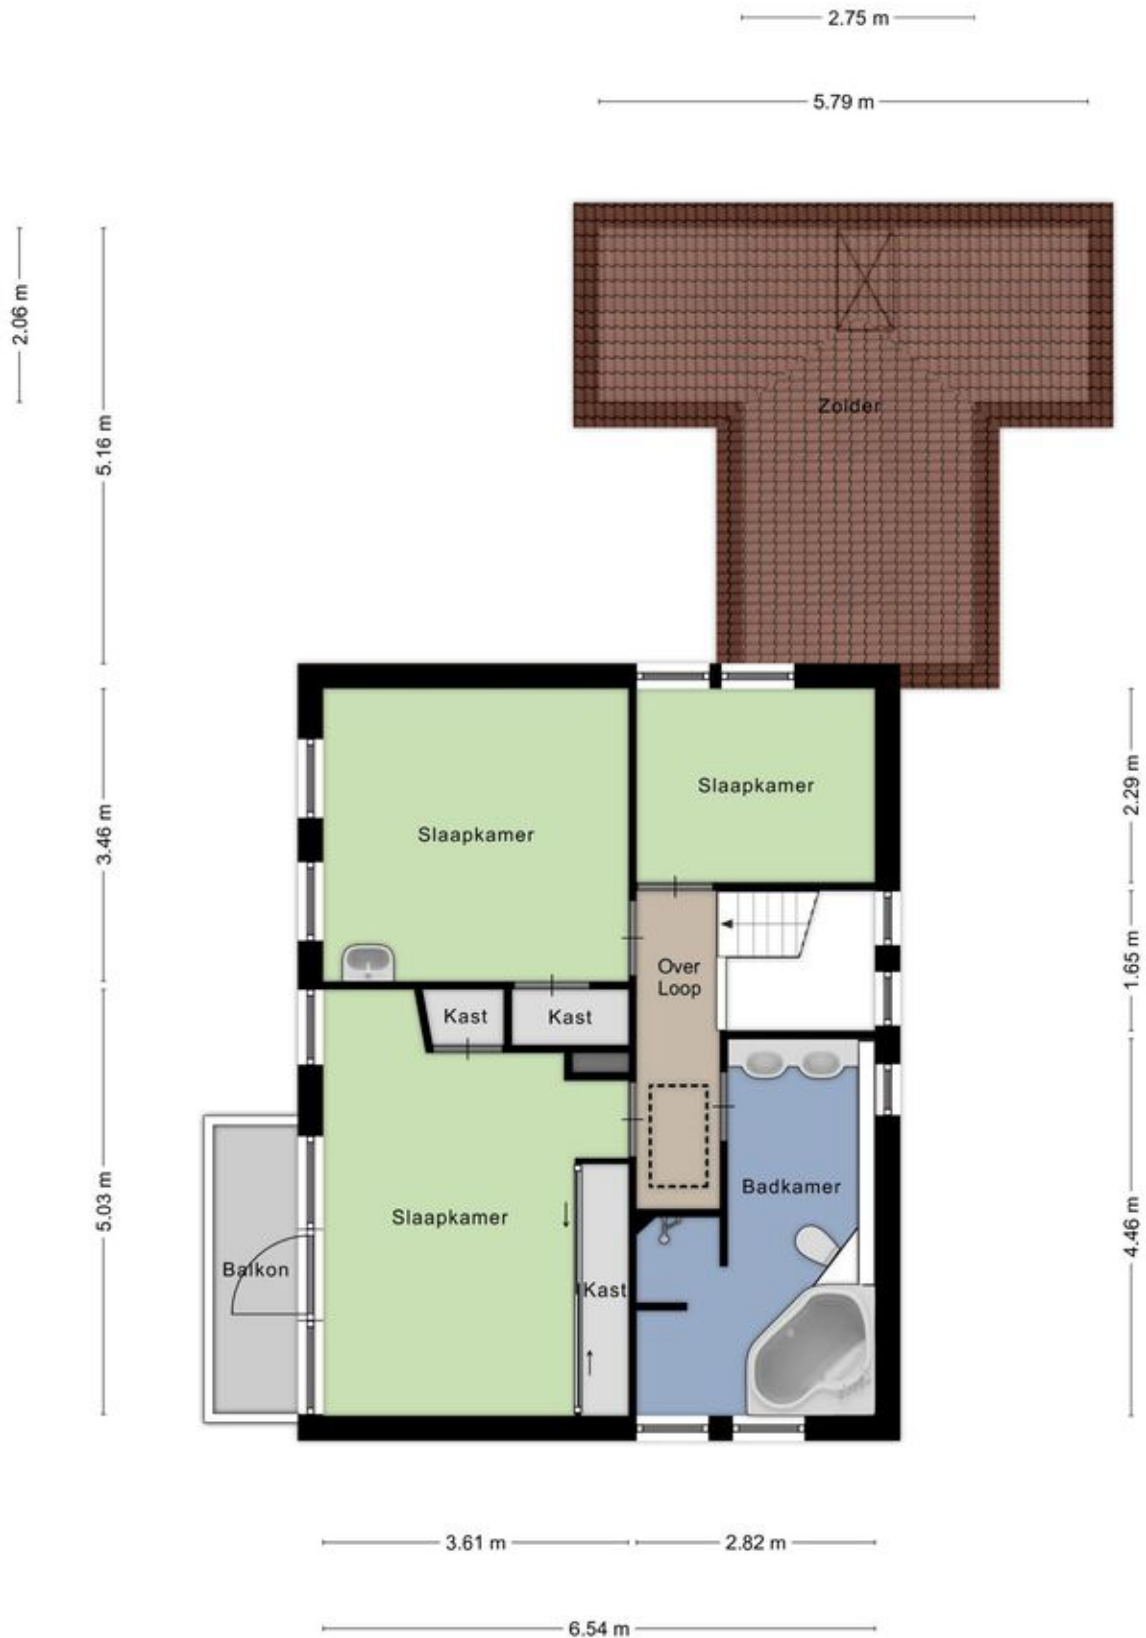 2.75 m
5.79 m
2.06 m
5.16 m
Zolder
3.46 m
2.29 m
Slaapkamer
Slaapkamer
Over
Loop
1.65 m
Kast
Kast
5.03 m
Badkamer
4.46 m
Slaapkamer
Balkon
Kast
3.61 m
2.82 m
6.54 m